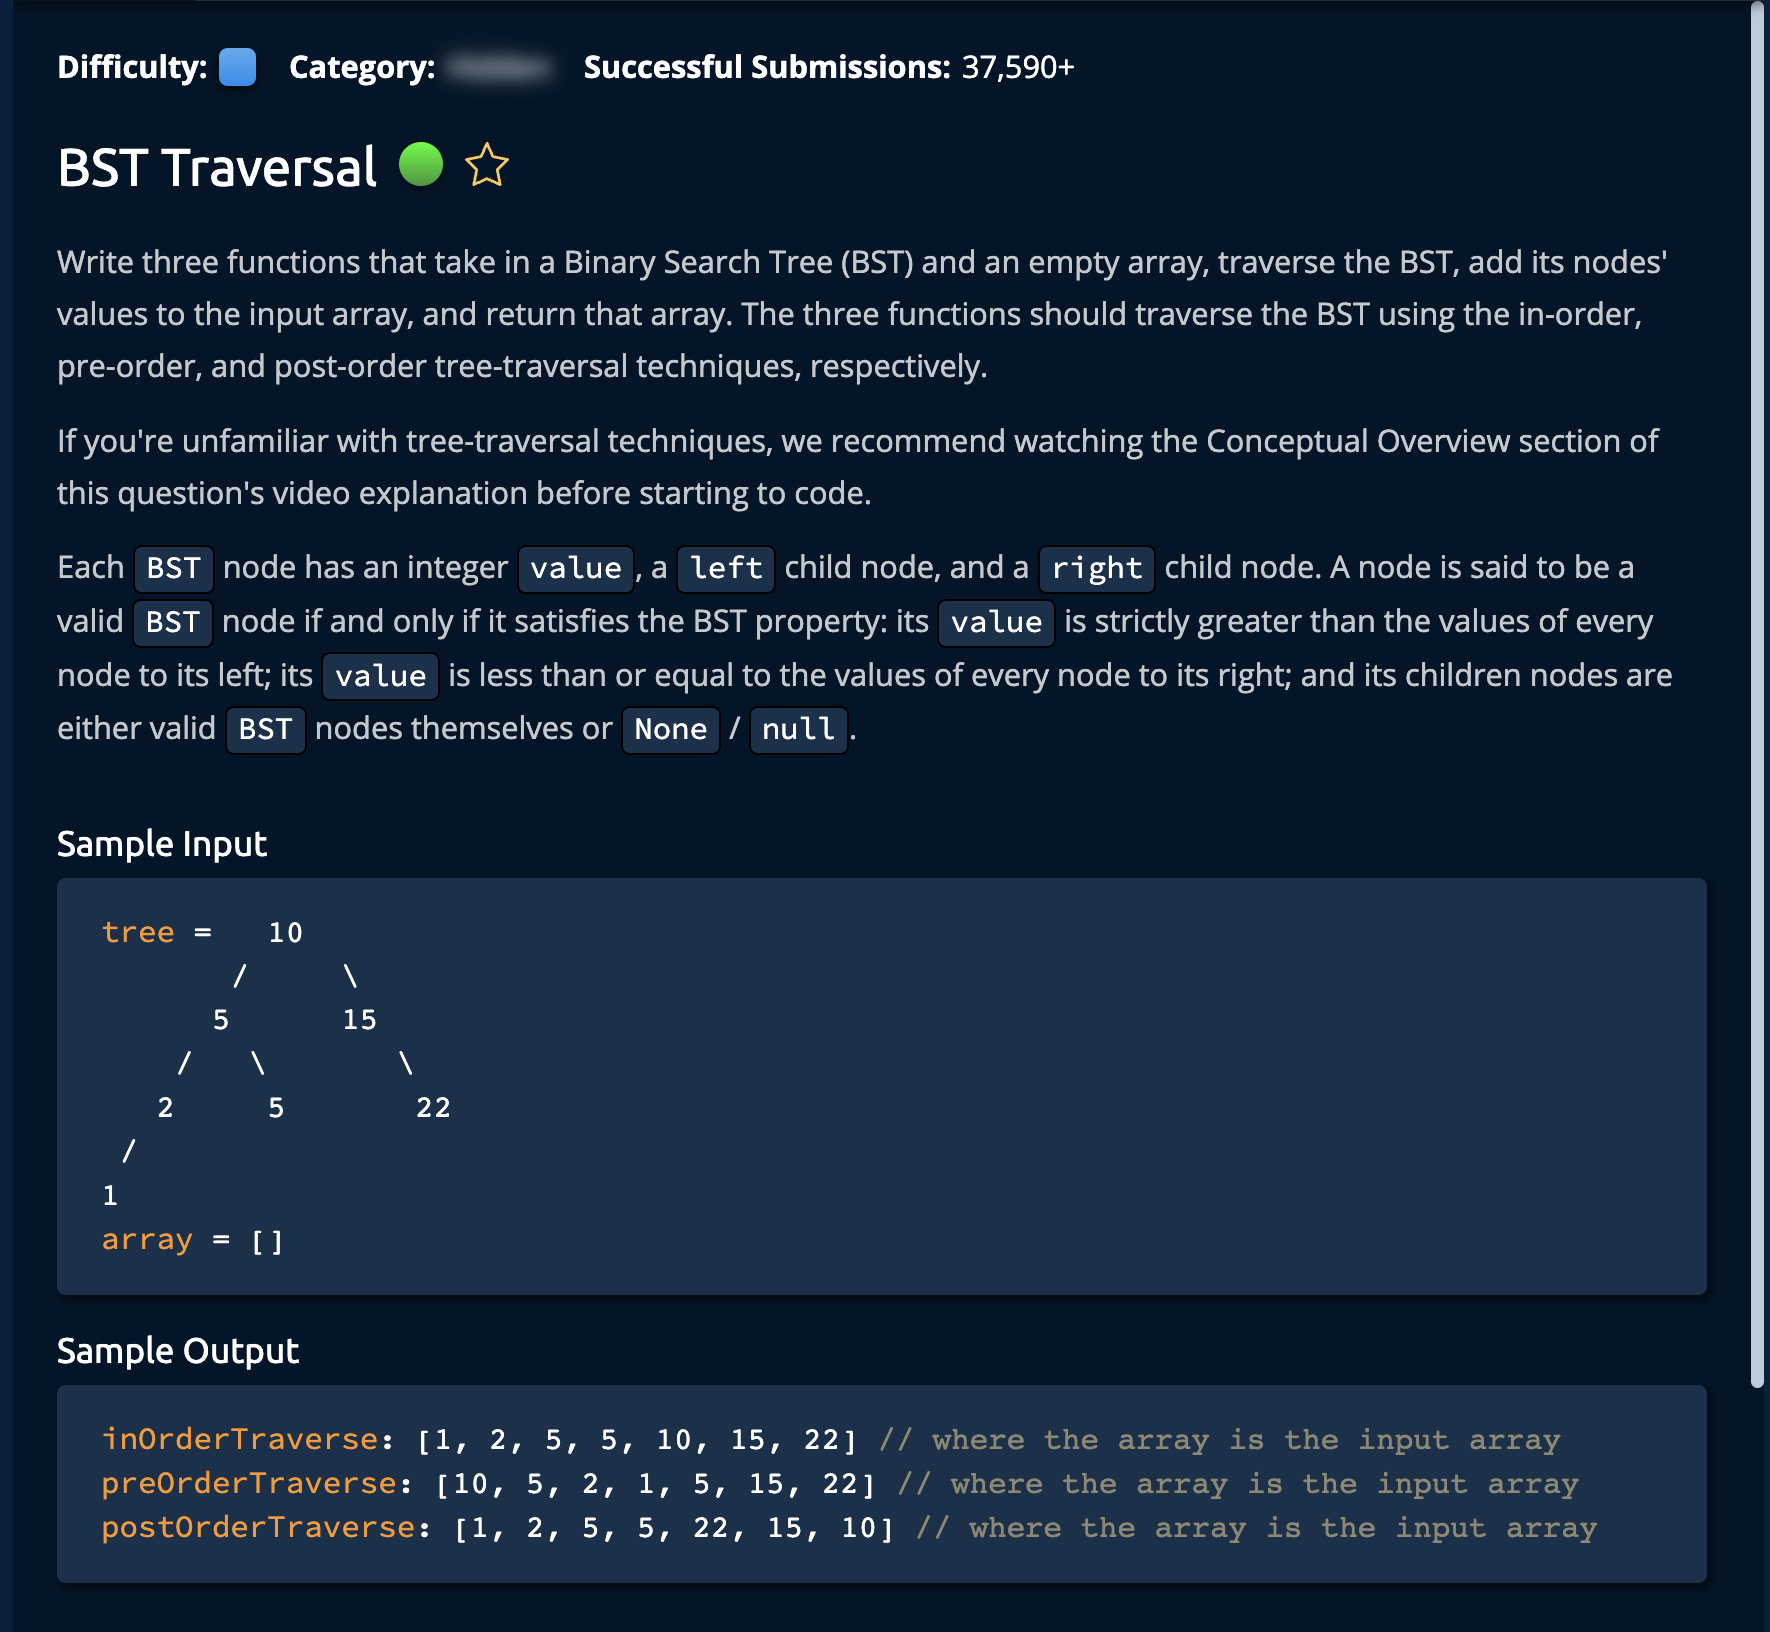 Difficulty: Category: Successful Submissions: 37,590+
BST Traversal
Write three functions that take in a Binary Search Tree (BST) and an empty array, traverse the BST, add its nodes'
values to the input array, and return that array. The three functions should traverse the BST using the in-order,
pre-order, and post-order tree-traversal techniques, respectively.
If you're unfamiliar with tree-traversal techniques, we recommend watching the Conceptual Overview section of
this question's video explanation before starting to code.
Each BST node has an integer value, a left child node, and a right child node. A node is said to be a
valid BST node if and only if it satisfies the BST property: its value is strictly greater than the values of every
node to its left; its value is less than or equal to the values of every node to its right; and its children nodes are
either valid BST nodes themselves or None / null.
Sample Input
tree =   10
       /     \
      5      15
    /   \       \
   2     5       22
 /
1
array = []
Sample Output
inOrderTraverse: [1, 2, 5, 5, 10, 15, 22] // where the array is the input array
preOrderTraverse: [10, 5, 2, 1, 5, 15, 22] // where the array is the input array
postOrderTraverse: [1, 2, 5, 5, 22, 15, 10] // where the array is the input array